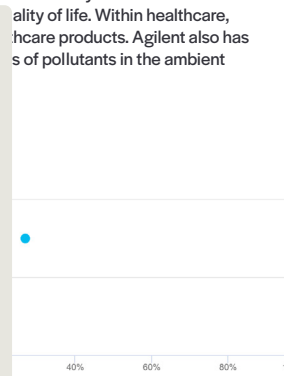 ality of life. Within healthcare,
hcare products. Agilent also has
s of pollutants in the ambient
40% 60% 80%